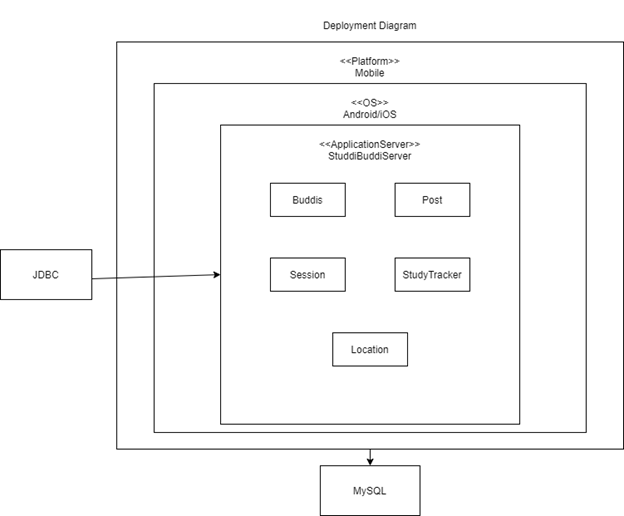 Deployment Diagram
<<Platform>>
Mobile
<<OS>>
Android/iOS
<<ApplicationServer>>
StuddiBuddiServer
Buddis
Post
Session
StudyTracker
Location
JDBC
MySQL